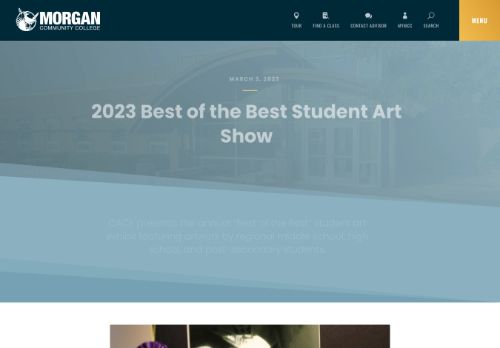 MORGAN
COMMUNITY COLLEGE
TOUR FIND A CLASS CONTACT ADVISOR MYMCC SEARCH
MENU
MARCH 3, 2023
2023 Best of the Best Student Art
Show
CACE presents the annual "Best of the Best" student art
exhibit featuring artwork by regional middle school, high
school, and post-secondary students.